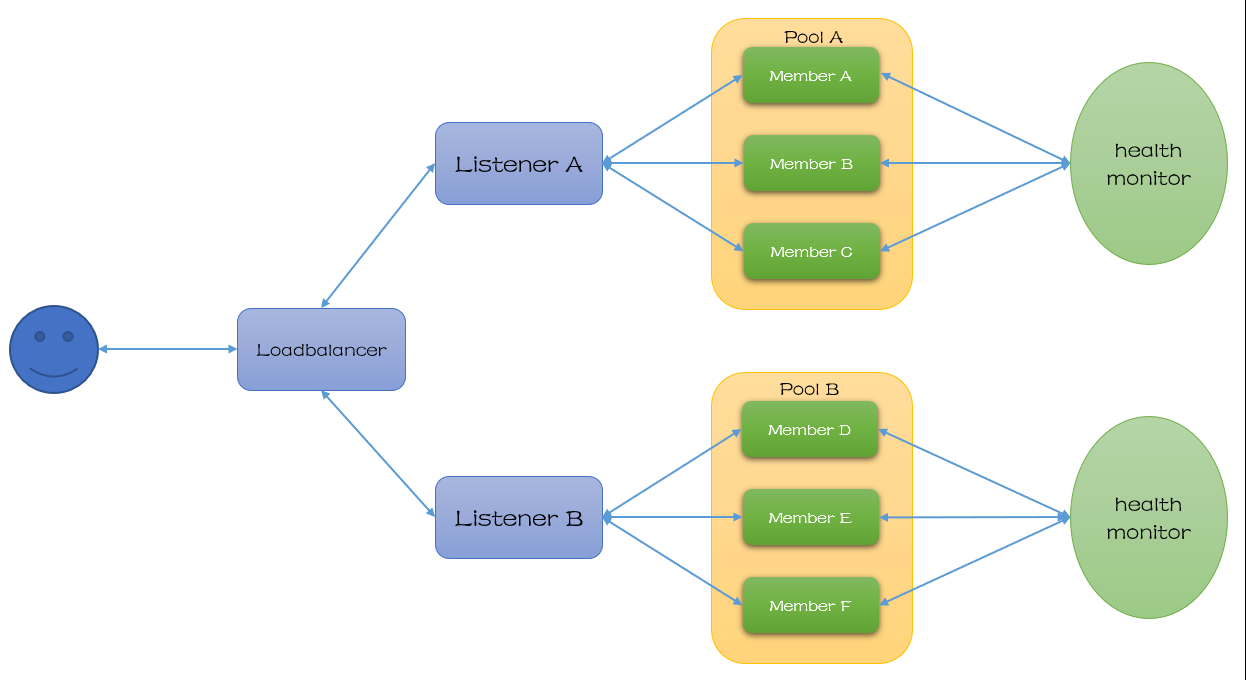 Pool A
Member A
Listener A
Member B
health
monitor
Member C
Loadbalancer
Pool B
Member D
Listener B
Member E
health
monitor
Member F